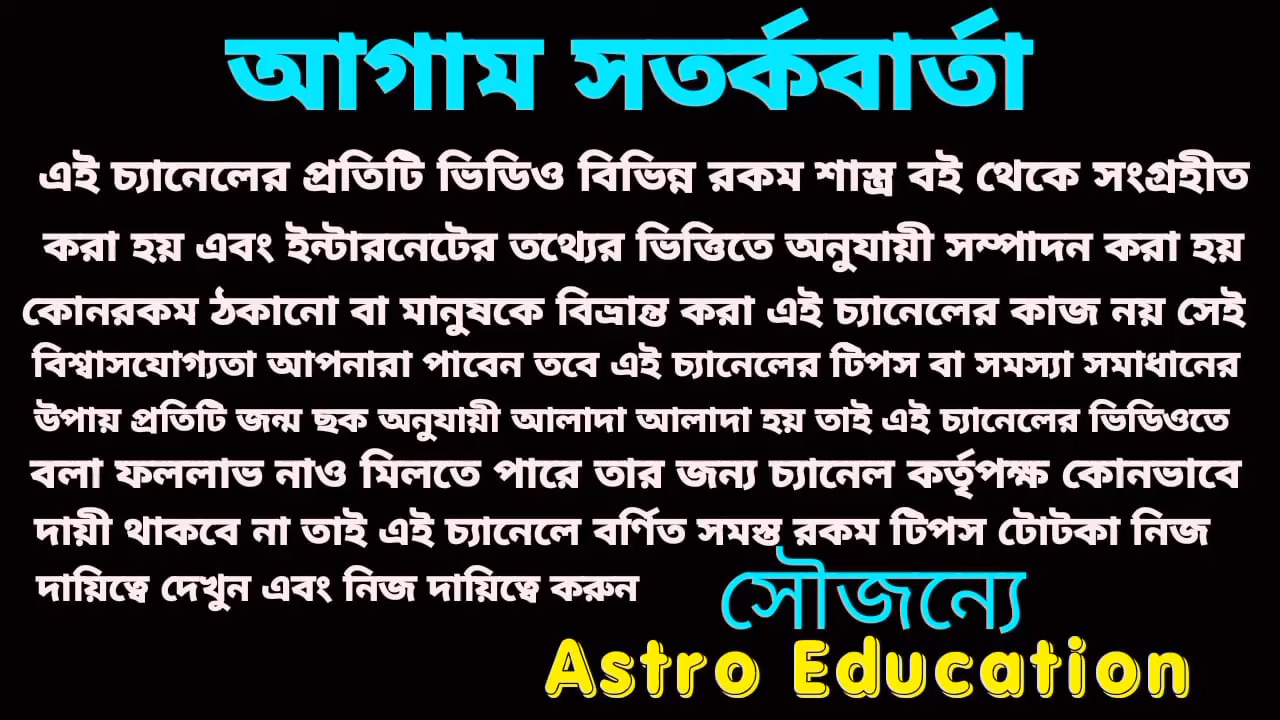 আগাম সতর্কবার্তা
এই চ্যানেলের প্রতিটি ভিডিও বিভিন্ন রকম শাস্ত্র বই থেকে সংগ্রহীত
করা হয় এবং ইন্টারনেটের তথ্যের ভিত্তিতে অনুযায়ী সম্পাদন করা হয়
কোনরকম ঠকানো বা মানুষকে বিভ্রান্ত করা এই চ্যানেলের কাজ নয় সেই
বিশ্বাসযোগ্যতা আপনারা পাবেন তবে এই চ্যানেলের টিপস বা সমস্যা সমাধানের
উপায় প্রতিটি জন্ম ছক অনুযায়ী আলাদা আলাদা হয় তাই এই চ্যানেলের ভিডিওতে
বলা ফললাভ নাও মিলতে পারে তার জন্য চ্যানেল কর্তৃপক্ষ কোনভাবে
দায়ী থাকবে না তাই এই চ্যানেলে বর্ণিত সমস্ত রকম টিপস টোটকা নিজ
দায়িত্বে দেখুন এবং নিজ দায়িত্বে করুন
সৌজন্যে
Astro Education